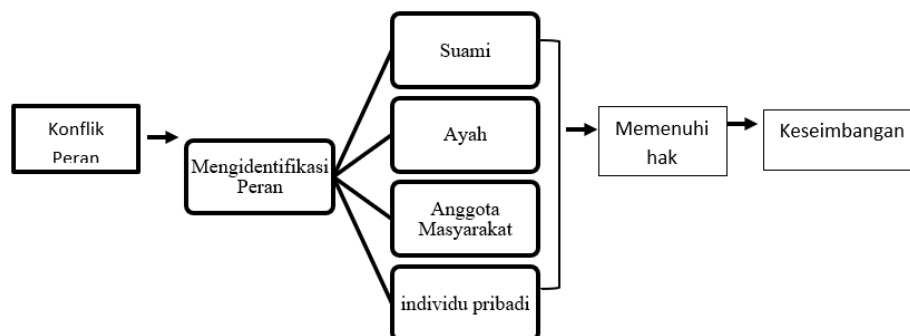 Konflik
Peran
Mengidentifikasi
Peran
Suami
Ayah
Anggota
Masyarakat
individu pribadi
Memenuhi
hak
Keseimbangan